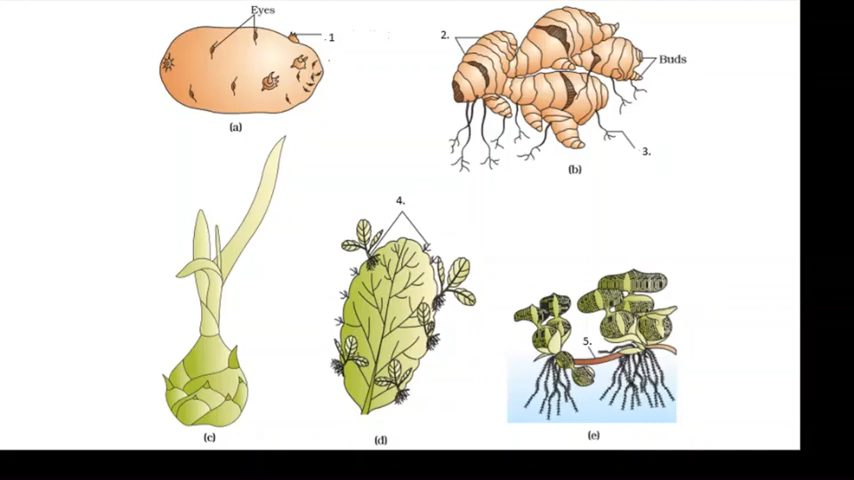 Eyes
1
(a)
2.
Buds
3.
(b)
(c)
4.
(d)
5.
(e)